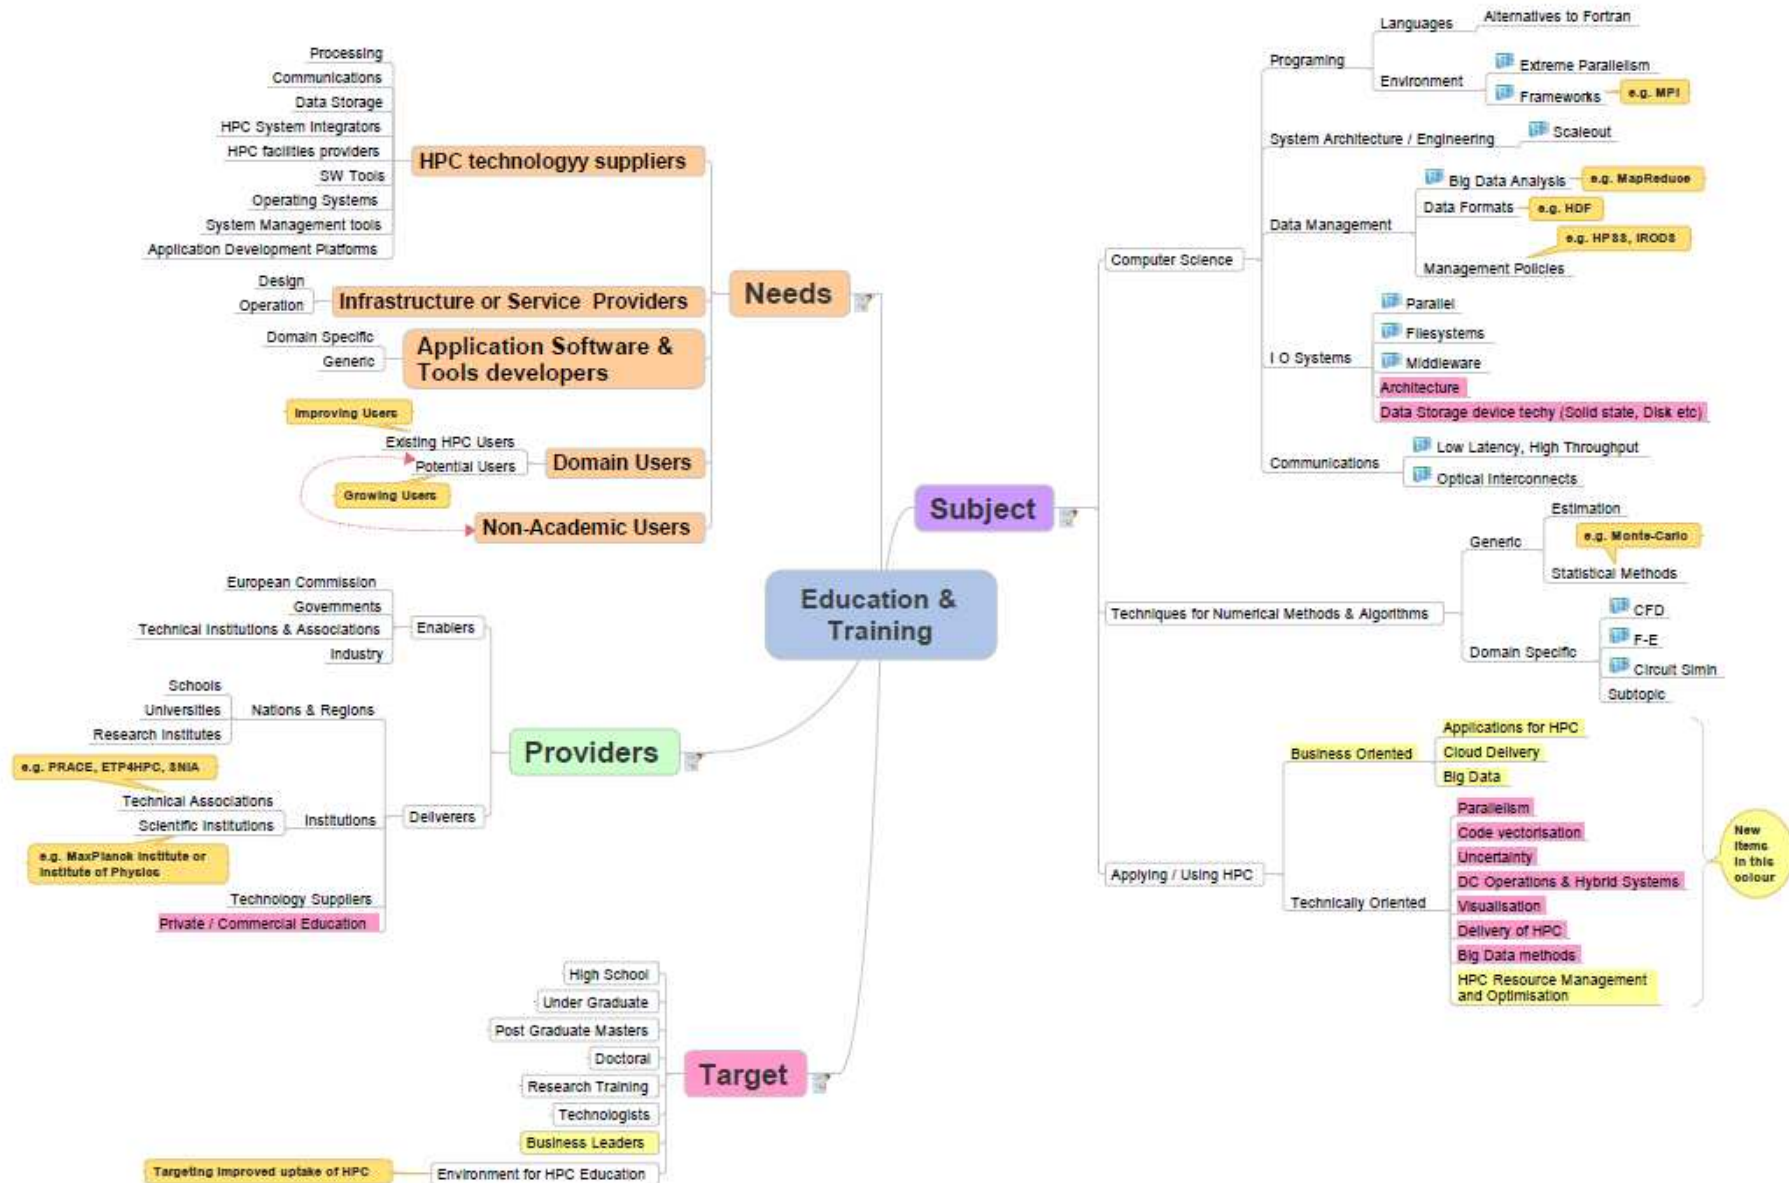 Education &
Training
Needs
HPC technologyy suppliers
Processing
Communications
Data Storage
HPC System Integrators
HPC facilities providers
SW Tools
Operating Systems
System Management tools
Application Development Platforms
Infrastructure or Service Providers
Design
Operation
Application Software &
Tools developers
Domain Specific
Generic
Domain Users
Improving Users
Existing HPC Users
Potential Users
Growing Users
Non-Academic Users
Providers
Enablers
European Commission
Governments
Technical Institutions & Associations
Industry
Deliverers
Nations & Regions
Schools
Universities
Research Institutes
Institutions
e.g. PRACE, ETP4HPC, SNIA
Technical Associations
Scientific Institutions
e.g. MaxPlanck Institute or
Institute of Physics
Technology Suppliers
Private / Commercial Education
Target
High School
Under Graduate
Post Graduate Masters
Doctoral
Research Training
Technologists
Business Leaders
Environment for HPC Education
Targeting improved uptake of HPC
Subject
Computer Science
Programing
Languages
Alternatives to Fortran
Environment
Extreme Parallelism
Frameworks
e.g. MPI
System Architecture / Engineering
Scaleout
Data Management
Big Data Analysis
e.g. MapReduce
Data Formats
e.g. HDF
e.g. HPSS, IRODS
Management Policies
I O Systems
Parallel
Filesystems
Middleware
Architecture
Data Storage device techy (Solid state, Disk etc)
Communications
Low Latency, High Throughput
Optical Interconnects
Techniques for Numerical Methods & Algorithms
Generic
Estimation
e.g. Monte-Carlo
Statistical Methods
Domain Specific
CFD
F-E
Circuit Simln
Subtopic
Applying / Using HPC
Business Oriented
Applications for HPC
Cloud Delivery
Big Data
Technically Oriented
Parallelism
Code vectorisation
Uncertainty
DC Operations & Hybrid Systems
Visualisation
Delivery of HPC
Big Data methods
HPC Resource Management
and Optimisation
New
items
in this
colour